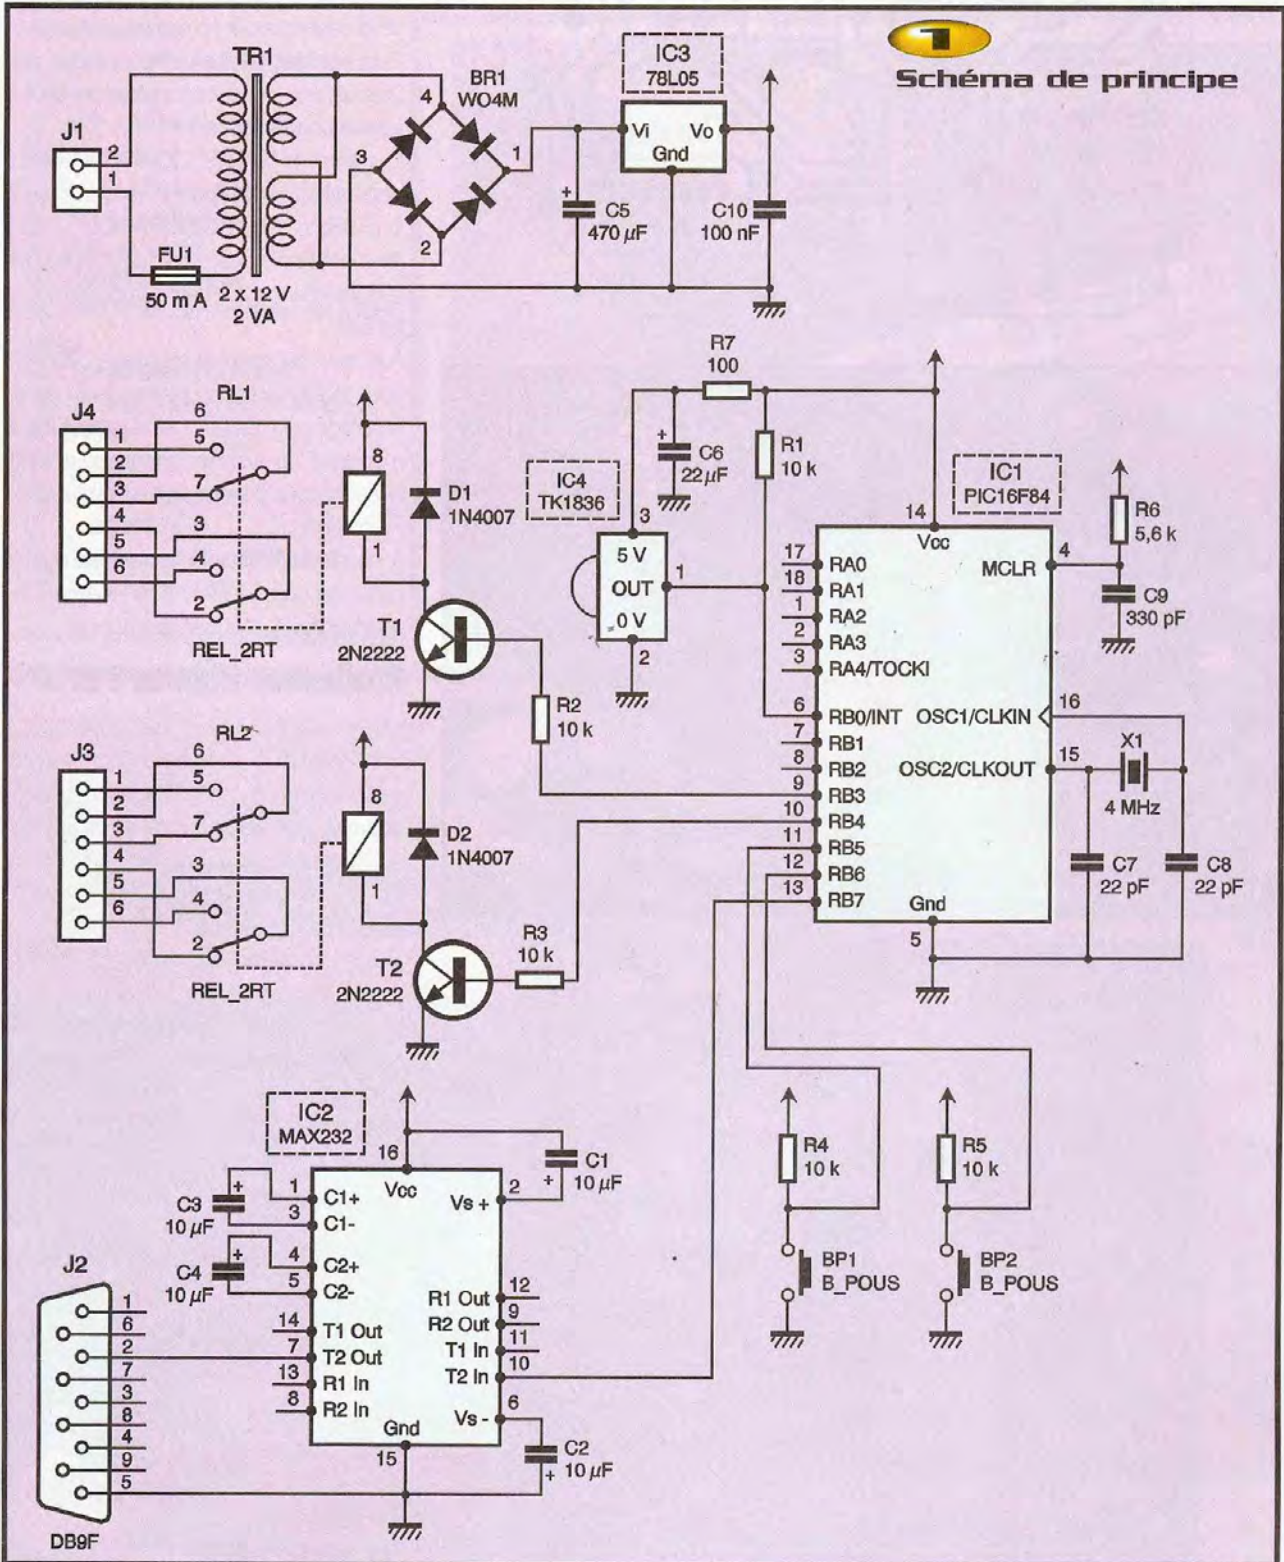 1
Schéma de principe
TR1
J1
2
1
FU1
50 m A
2 x 12 V
2 VA
BR1
WO4M
4
3
1
2
IC3
78L05
Vi
Vo
Gnd
C5
470 µF
C10
100 nF
+
J4
1
2
3
4
5
6
RL1
6
5
7
3
4
2
REL_2RT
8
1
D1
1N4007
T1
2N2222
R2
10 k
R7
100
+
C6
22µF
R1
10 k
IC4
TK1836
3
5 V
OUT
0 V
1
2
IC1
PIC16F84
14
Vcc
17 RA0
18 RA1
1 RA2
2 RA3
3 RA4/TOCKI
6 RB0/INT
7 RB1
8 RB2
9 RB3
10 RB4
11 RB5
12 RB6
13 RB7
MCLR 4
OSC1/CLKIN 16
OSC2/CLKOUT 15
Gnd
5
R6
5,6 k
C9
330 pF
X1
4 MHz
C7
22 pF
C8
22 pF
J3
1
2
3
4
5
6
RL2
6
5
7
3
4
2
REL_2RT
8
1
D2
1N4007
T2
2N2222
R3
10 k
IC2
MAX232
16
Vcc
C1
10 µF
+
C3
10 µF
+
C4
10 µF
+
1 C1+
3 C1-
4 C2+
5 C2-
14 T1 Out
7 T2 Out
13 R1 In
8 R2 In
Vs + 2
R1 Out 12
R2 Out 9
T1 In 11
T2 In 10
Vs - 6
Gnd
15
C2
10 µF
+
J2
1
6
2
7
3
8
4
9
5
DB9F
R4
10 k
R5
10 k
BP1
B_POUS
BP2
B_POUS